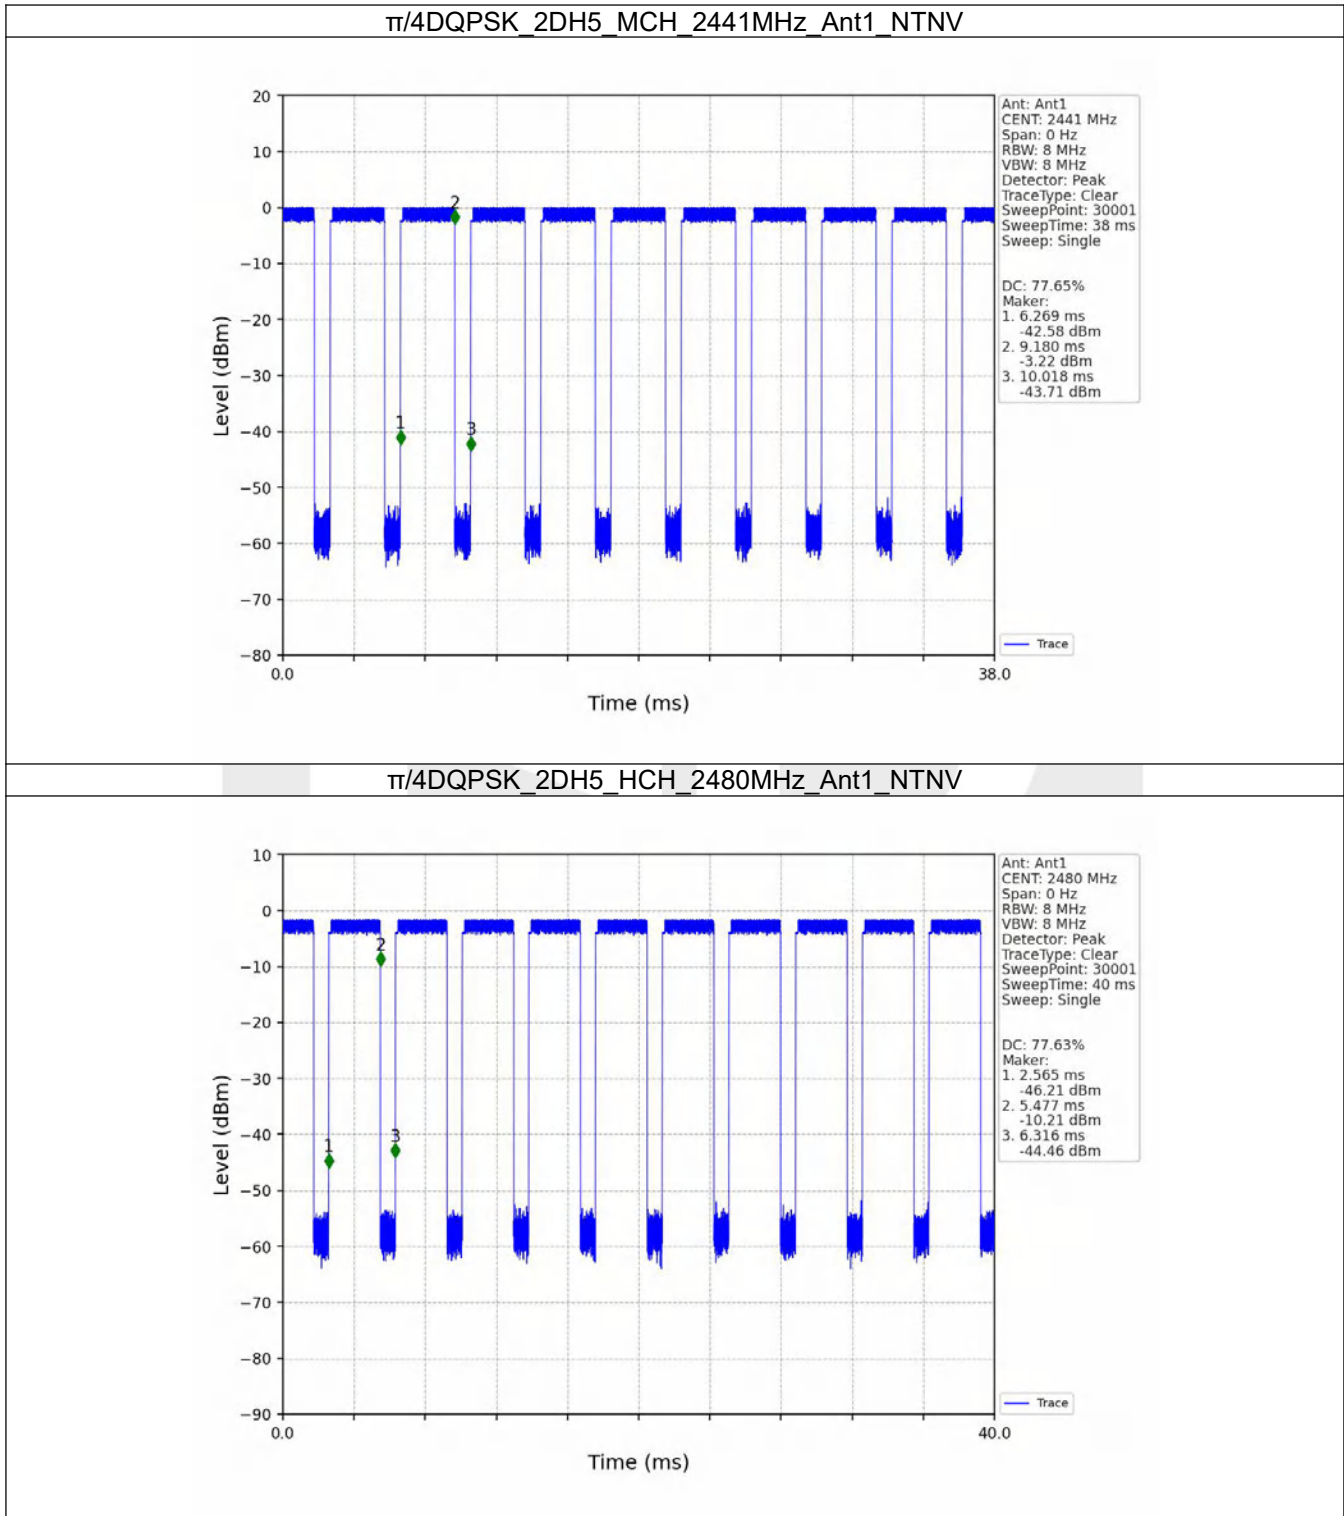 π/4DQPSK_2DH5_MCH_2441MHz_Ant1_NTNV
20
10
0
−10
−20
−30
−40
−50
−60
−70
−80
Level (dBm)
1
2
3
0.0
38.0
Time (ms)
Ant: Ant1
CENT: 2441 MHz
Span: 0 Hz
RBW: 8 MHz
VBW: 8 MHz
Detector: Peak
TraceType: Clear
SweepPoint: 30001
SweepTime: 38 ms
Sweep: Single
DC: 77.65%
Maker:
1. 6.269 ms
-42.58 dBm
2. 9.180 ms
-3.22 dBm
3. 10.018 ms
-43.71 dBm
Trace
π/4DQPSK_2DH5_HCH_2480MHz_Ant1_NTNV
10
0
−10
−20
−30
−40
−50
−60
−70
−80
−90
Level (dBm)
1
2
3
0.0
40.0
Time (ms)
Ant: Ant1
CENT: 2480 MHz
Span: 0 Hz
RBW: 8 MHz
VBW: 8 MHz
Detector: Peak
TraceType: Clear
SweepPoint: 30001
SweepTime: 40 ms
Sweep: Single
DC: 77.63%
Maker:
1. 2.565 ms
-46.21 dBm
2. 5.477 ms
-10.21 dBm
3. 6.316 ms
-44.46 dBm
Trace